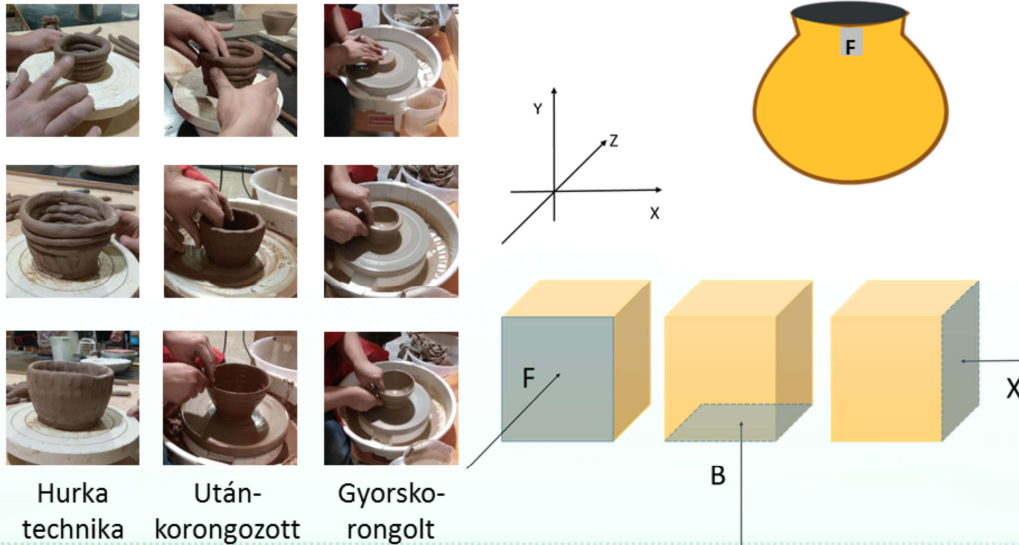 F
Y
Z
X
F
B
X
Hurka
technika
Után-
korongozott
Gyorsko-
rongolt